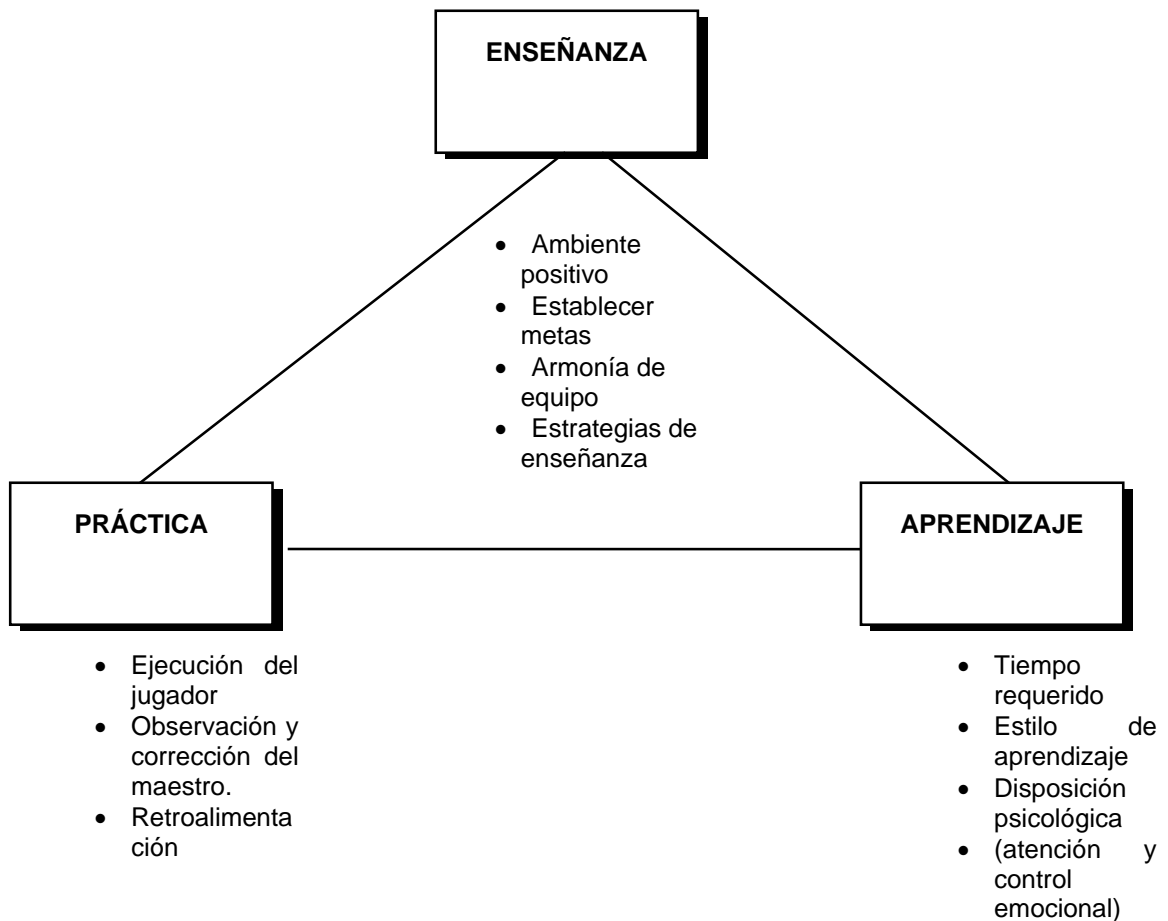 ENSEÑANZA
• Ambiente
positivo
• Establecer
metas
• Armonía de
equipo
• Estrategias de
enseñanza
PRÁCTICA
APRENDIZAJE
• Ejecución del
jugador
• Observación y
corrección del
maestro.
• Retroalimenta
ción
• Tiempo
requerido
• Estilo de
aprendizaje
• Disposición
psicológica
• (atención y
control
emocional)